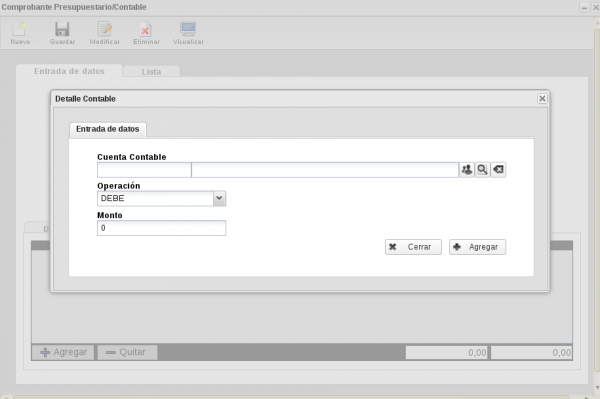 Comprobante Presupuestario/Contable
Nuevo Guardar Modificar Eliminar Visualizar
Entrada de datos Lista
Detalle Contable
Entrada de datos
Cuenta Contable
Operación
DEBE
Monto
0
Cerrar Agregar
D
Agregar Quitar 0,00 0,00